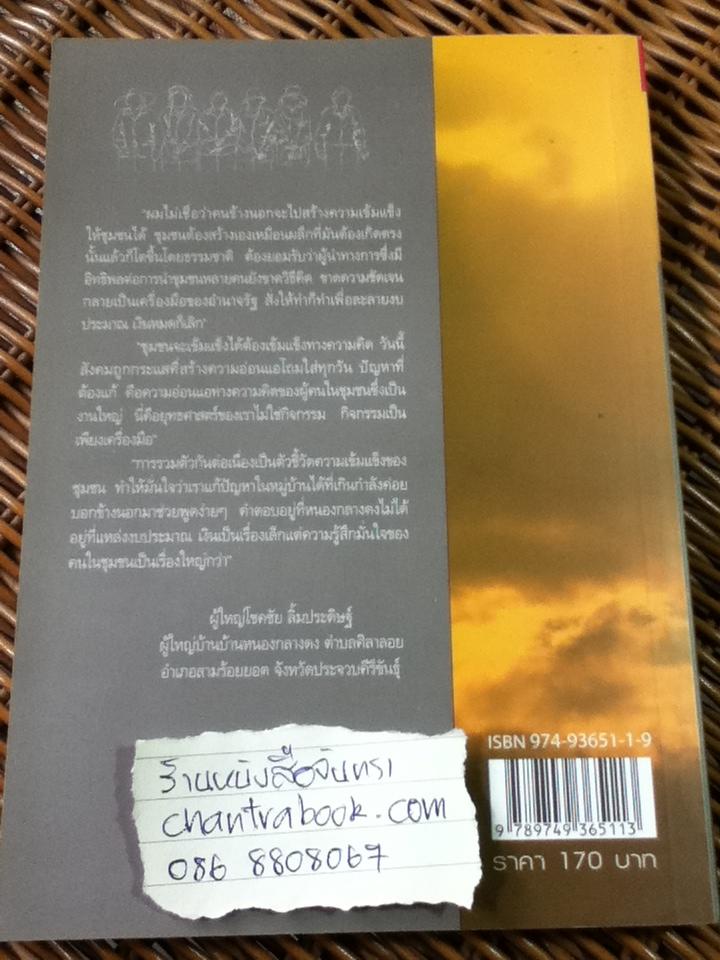 "ผมไม่เชื่อว่าคนข้างนอกจะไปสร้างความเข้มแข็ง
ให้ชุมชนได้ ชุมชนต้องสร้างเองเหมือนผลึกที่มันต้องเกิดตรง
นั้นแล้วก็โตขึ้นโดยธรรมชาติ ต้องยอมรับว่าผู้นำทางการซึ่งมี
อิทธิพลต่อการนำชุมชนหลายคนยังขาดวิธีคิด ขาดความชัดเจน
กลายเป็นเครื่องมือของอำนาจรัฐ สั่งให้ทำก็ทำเพื่อละลายงบ
ประมาณ เงินหมดก็เลิก"
"ชุมชนจะเข้มแข็งได้ต้องเข้มแข็งทางความคิด วันนี้
สังคมถูกกระแสที่สร้างความอ่อนแอโถมใส่ทุกวัน ปัญหาที่
ต้องแก้ คือความอ่อนแอทางความคิดของผู้คนในชุมชนซึ่งเป็น
งานใหญ่ นี่คือยุทธศาสตร์ของเราไม่ใช่กิจกรรม กิจกรรมเป็น
เพียงเครื่องมือ"
"การรวมตัวกันต่อเนื่องเป็นตัวชี้วัดความเข้มแข็งของ
ชุมชน ทำให้มั่นใจว่าเราแก้ปัญหาในหมู่บ้านได้ที่เกินกำลังค่อย
บอกข้างนอกมาช่วยพูดง่ายๆ คำตอบอยู่ที่หนองกลางดงไม่ได้
อยู่ที่แหล่งงบประมาณ เงินเป็นเรื่องเล็กแต่ความรู้สึกมั่นใจของ
คนในชุมชนเป็นเรื่องใหญ่กว่า"
ผู้ใหญ่โชคชัย ลิ้มประดิษฐ์
ผู้ใหญ่บ้านบ้านหนองกลางดง ตำบลศิลาลอย
อำเภอสามร้อยยอด จังหวัดประจวบคีรีขันธุ์
ร้านหนังสือจันทรา
chantrabook.com
086 8808067
ISBN 974-93651-1-9
9 789749 365113
ราคา 170 บาท